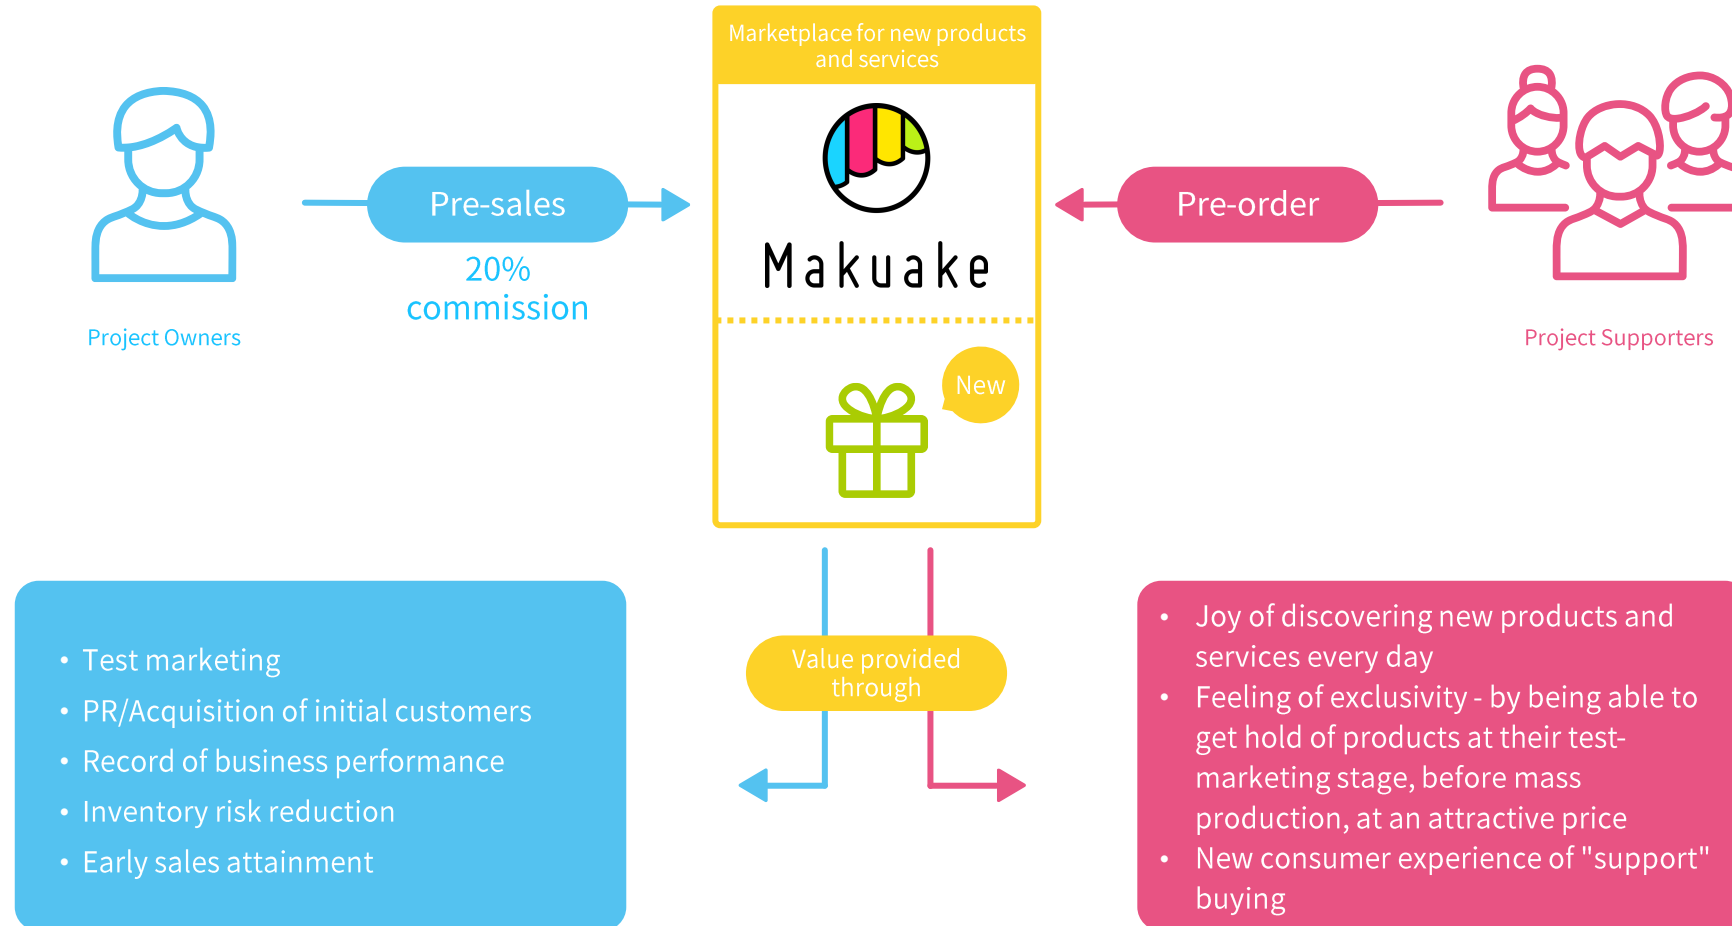 Marketplace for new products
and services
Makuake
Pre-sales
20%
commission
Project Owners
Pre-order
Project Supporters
New
Value provided
through
• Test marketing
• PR/Acquisition of initial customers
• Record of business performance
• Inventory risk reduction
• Early sales attainment
• Joy of discovering new products and
services every day
• Feeling of exclusivity - by being able to
get hold of products at their test-
marketing stage, before mass
production, at an attractive price
• New consumer experience of "support"
buying